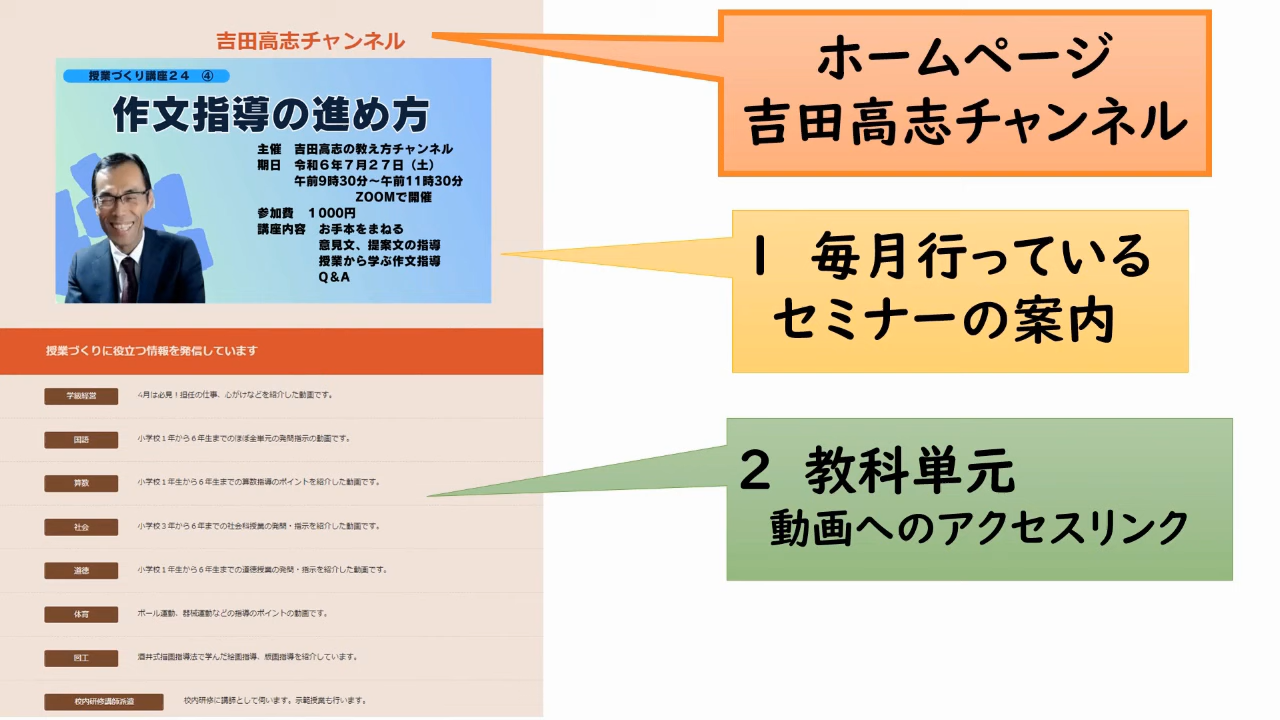 吉田高志チャンネル
授業づくり講座24 ④
作文指導の進め方
主催 吉田高志の教え方チャンネル
期日 令和6年7月27日(土)
午前9時30分~午前11時30分
ZOOMで開催
参加費 1000円
講座内容 お手本をまねる
意見文、提案文の指導
授業から学ぶ作文指導
Q&A
授業づくりに役立つ情報を発信しています
学級経営 4月は必見!担任の仕事、心がけなどを紹介した動画です。
国語 小学校1年から6年生までのほぼ全単元の発問指示の動画です。
算数 小学校1年生から6年生までの算数指導のポイントを紹介した動画です。
社会 小学校3年から6年までの社会科授業の発問・指示を紹介した動画です。
道徳 小学校1年生から6年生までの道徳授業の発問・指示を紹介した動画です。
体育 ボール運動、器械運動などの指導のポイントの動画です。
図工 酒井式描画指導法で学んだ絵画指導、版画指導を紹介しています。
校内研修講師派遣 校内研修に講師として伺います。示範授業も行います。
ホームページ
吉田高志チャンネル
1 毎月行っている
セミナーの案内
2 教科単元
動画へのアクセスリンク